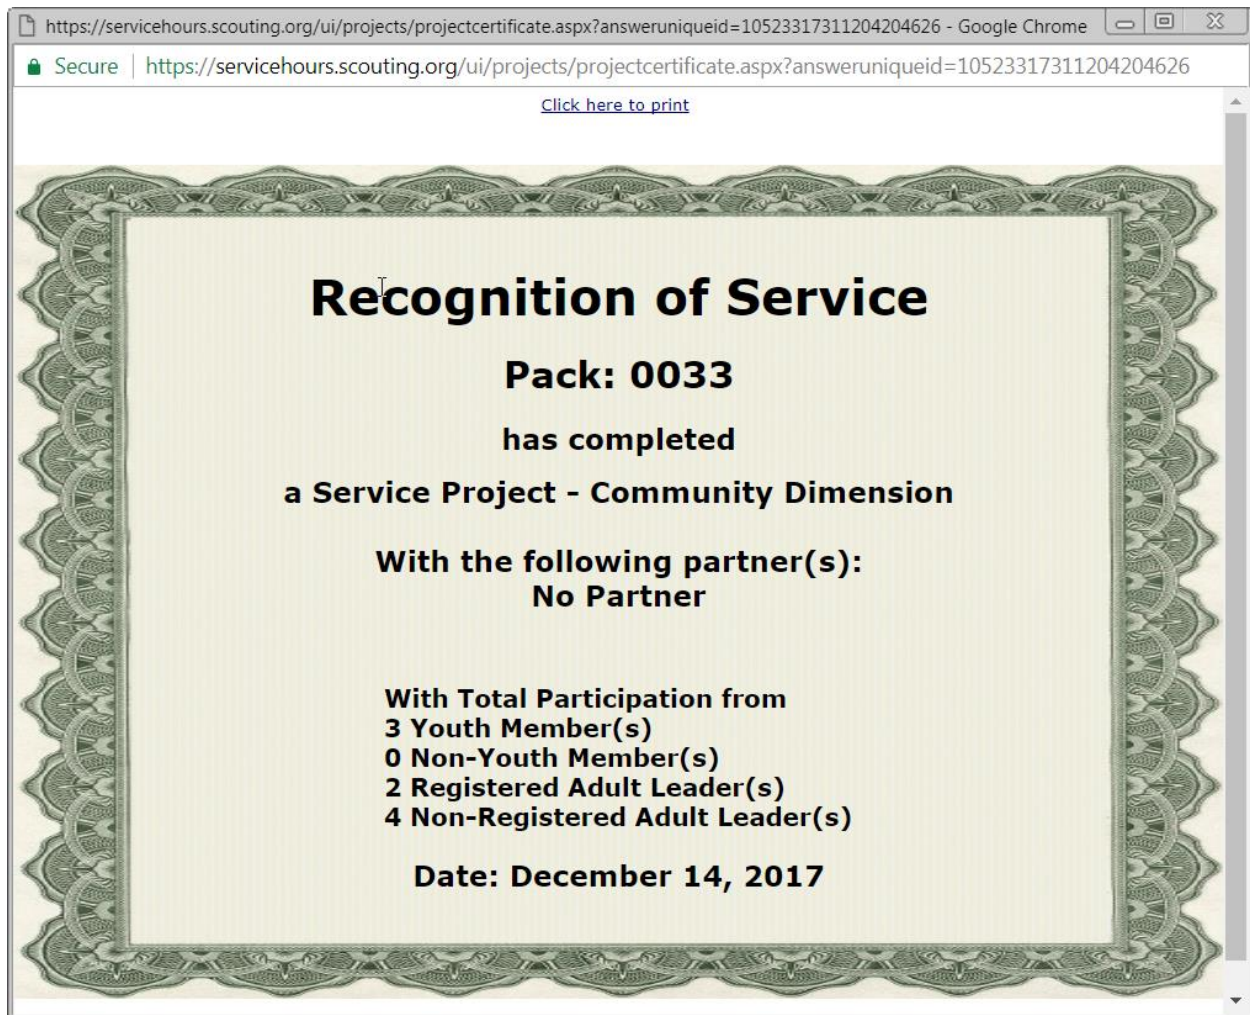 https://servicehours.scouting.org/ui/projects/projectcertificate.aspx?answeruniqueid=10523317311204204626 - Google Chrome
Secure | https://servicehours.scouting.org/ui/projects/projectcertificate.aspx?answeruniqueid=10523317311204204626
Click here to print
Recognition of Service
Pack: 0033
has completed
a Service Project - Community Dimension
With the following partner(s):
No Partner
With Total Participation from
3 Youth Member(s)
0 Non-Youth Member(s)
2 Registered Adult Leader(s)
4 Non-Registered Adult Leader(s)
Date: December 14, 2017